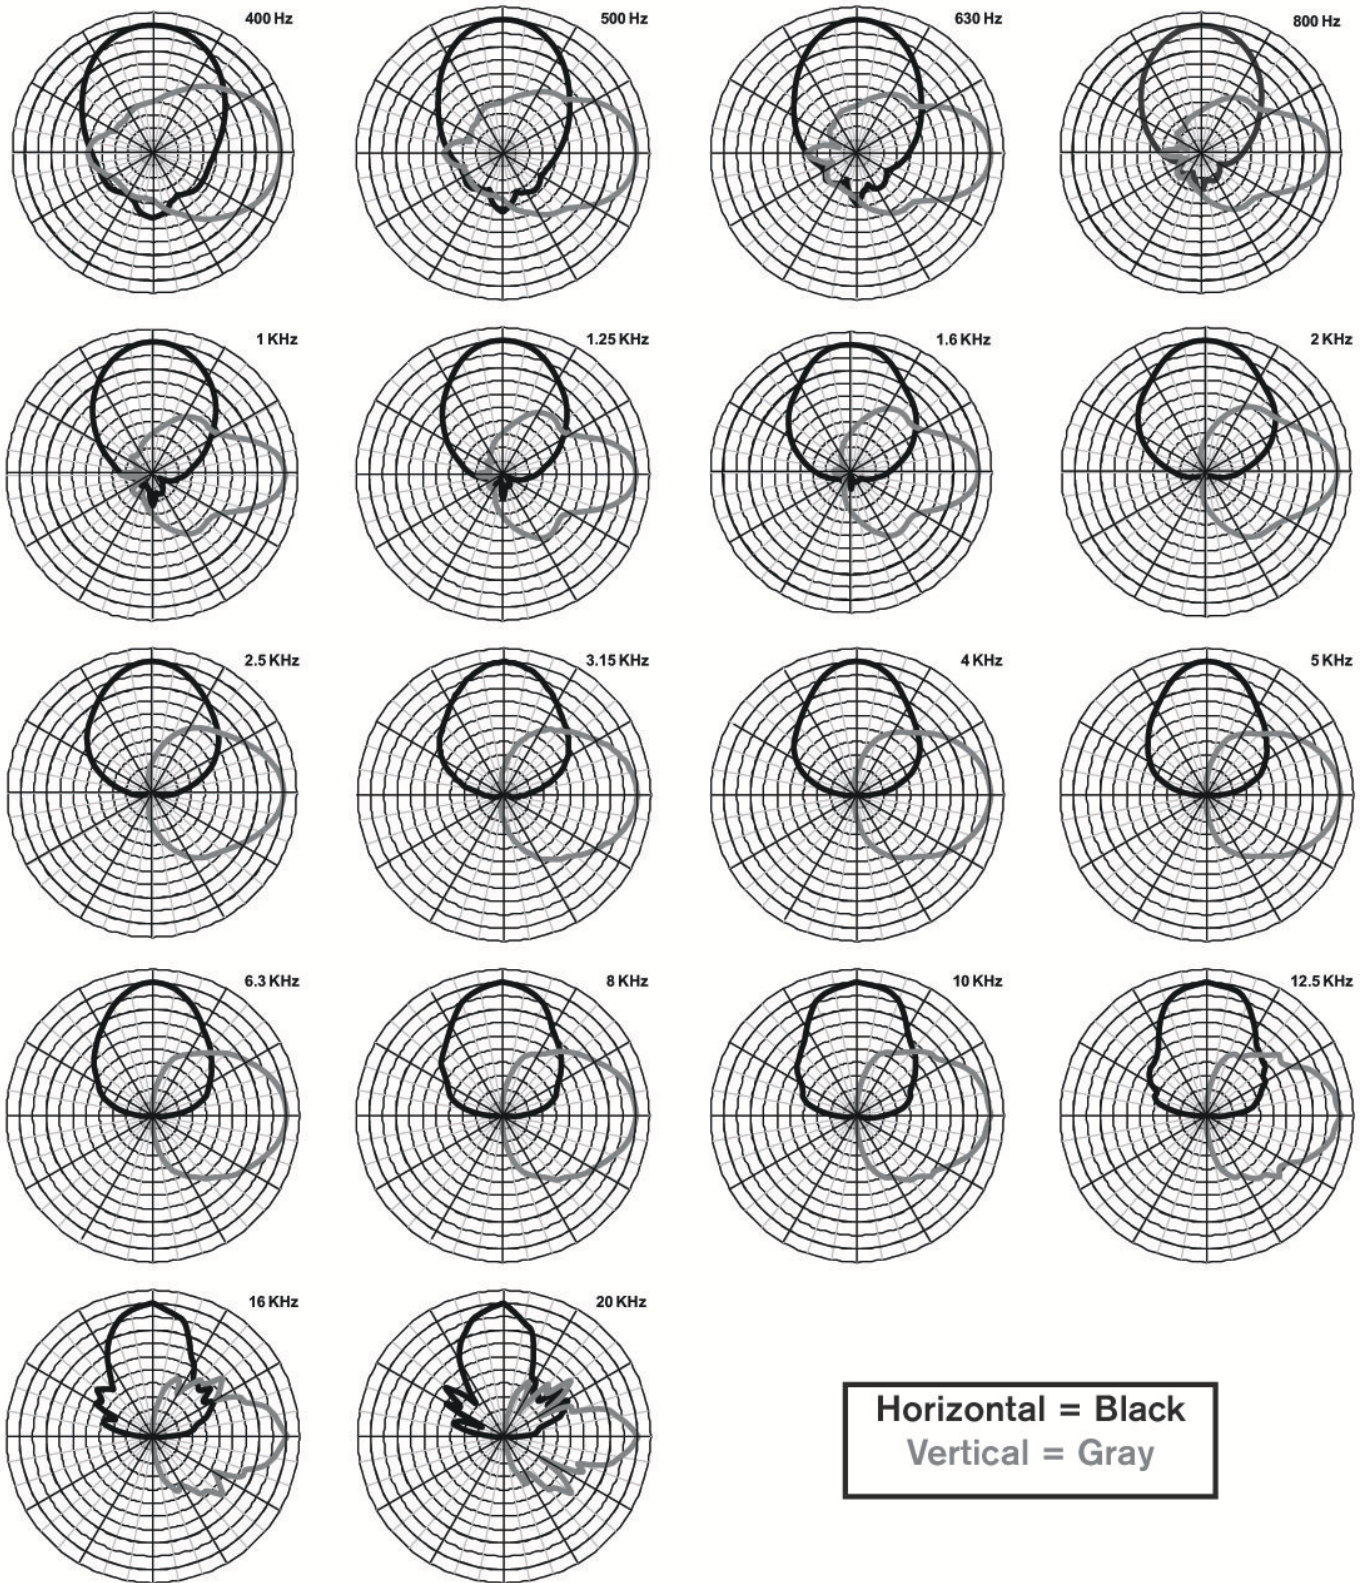 400 Hz
500 Hz
630 Hz
800 Hz
1 KHz
1.25 KHz
1.6 KHz
2 KHz
2.5 KHz
3.15 KHz
4 KHz
5 KHz
6.3 KHz
8 KHz
10 KHz
12.5 KHz
16 KHz
20 KHz
Horizontal = Black
Vertical = Gray